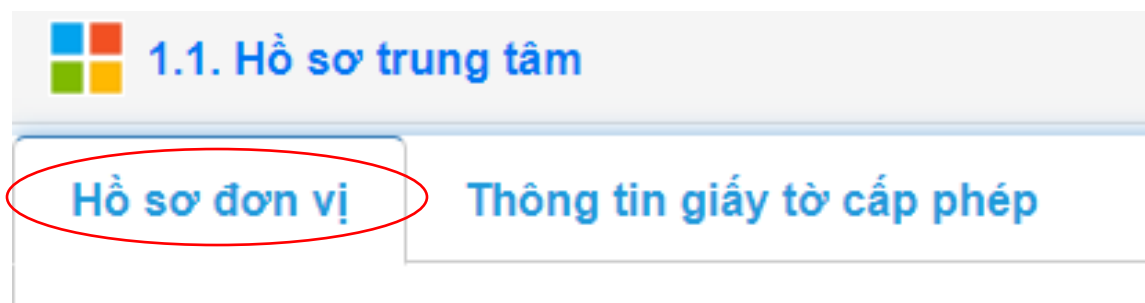 1.1. Hồ sơ trung tâm
Hồ sơ đơn vị Thông tin giấy tờ cấp phép